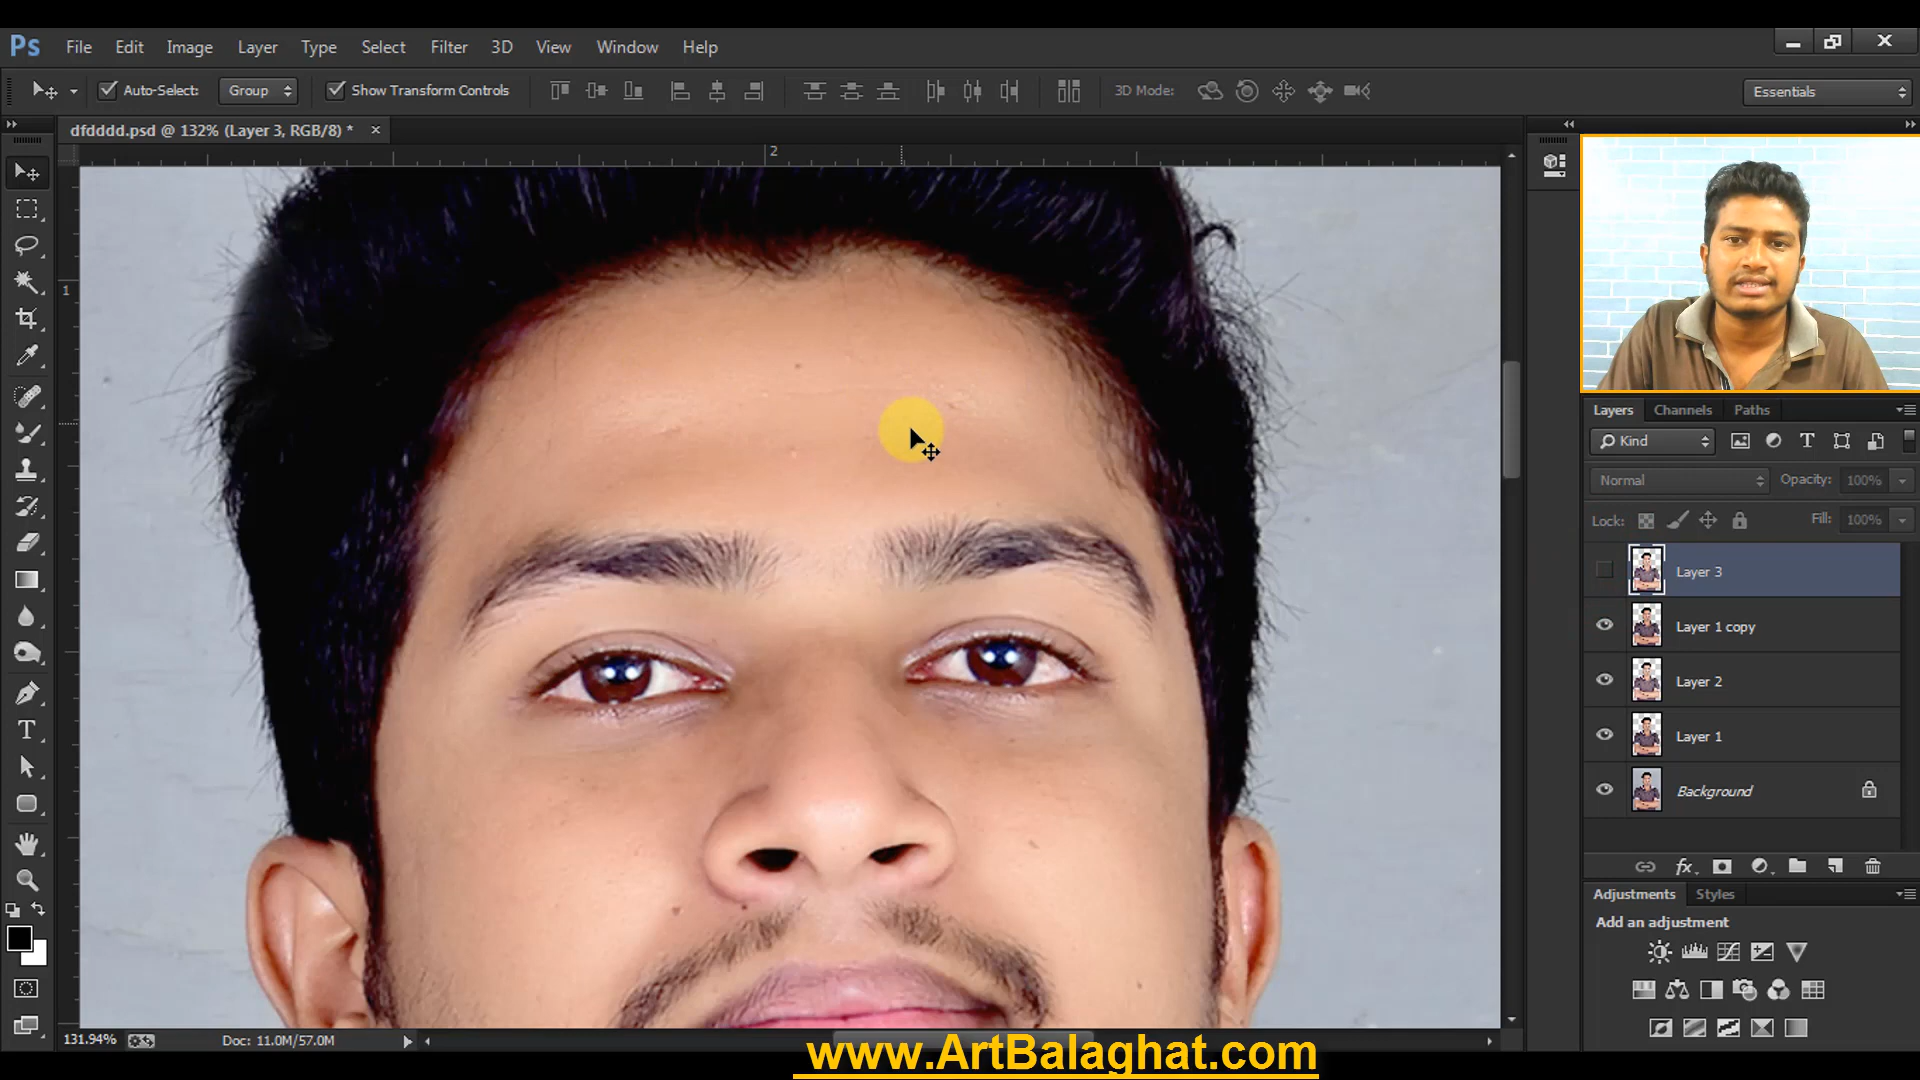 Ps File Edit Image Layer Type Select Filter 3D View Window Help
Auto-Select: Group Show Transform Controls 3D Mode: Essentials
dfdddd.psd @ 132% (Layer 3, RGB/8) * ×
2
1
Layers Channels Paths
Kind T
Normal Opacity: 100%
Lock: Fill: 100%
Layer 3
Layer 1 copy
Layer 2
Layer 1
Background
fx
Adjustments Styles
Add an adjustment
131.94% Doc: 11.0M/57.0M
www.ArtBalaghat.com